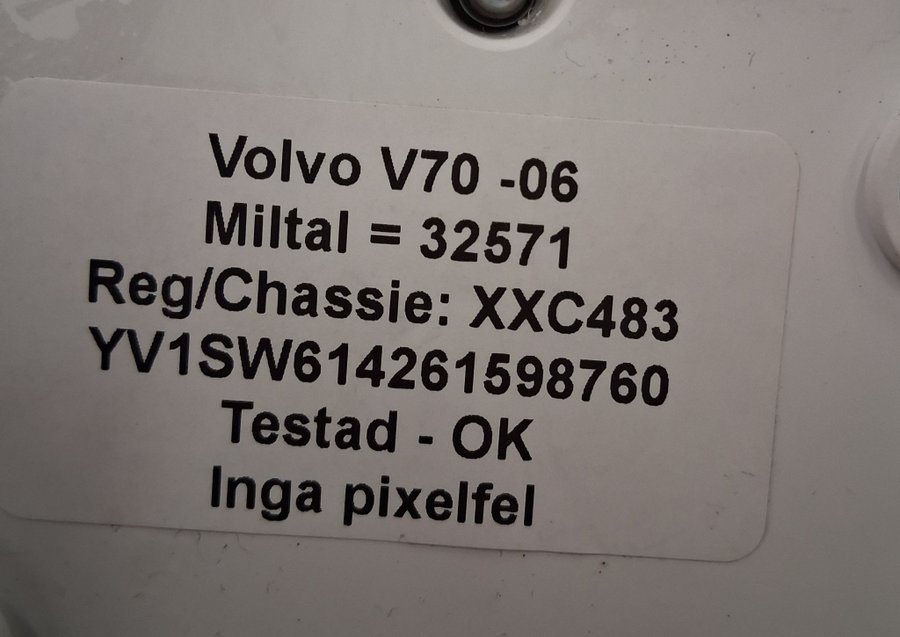 Volvo V70 -06
Miltal = 32571
Reg/Chassie: XXC483
YV1SW614261598760
Testad - OK
Inga pixelfel